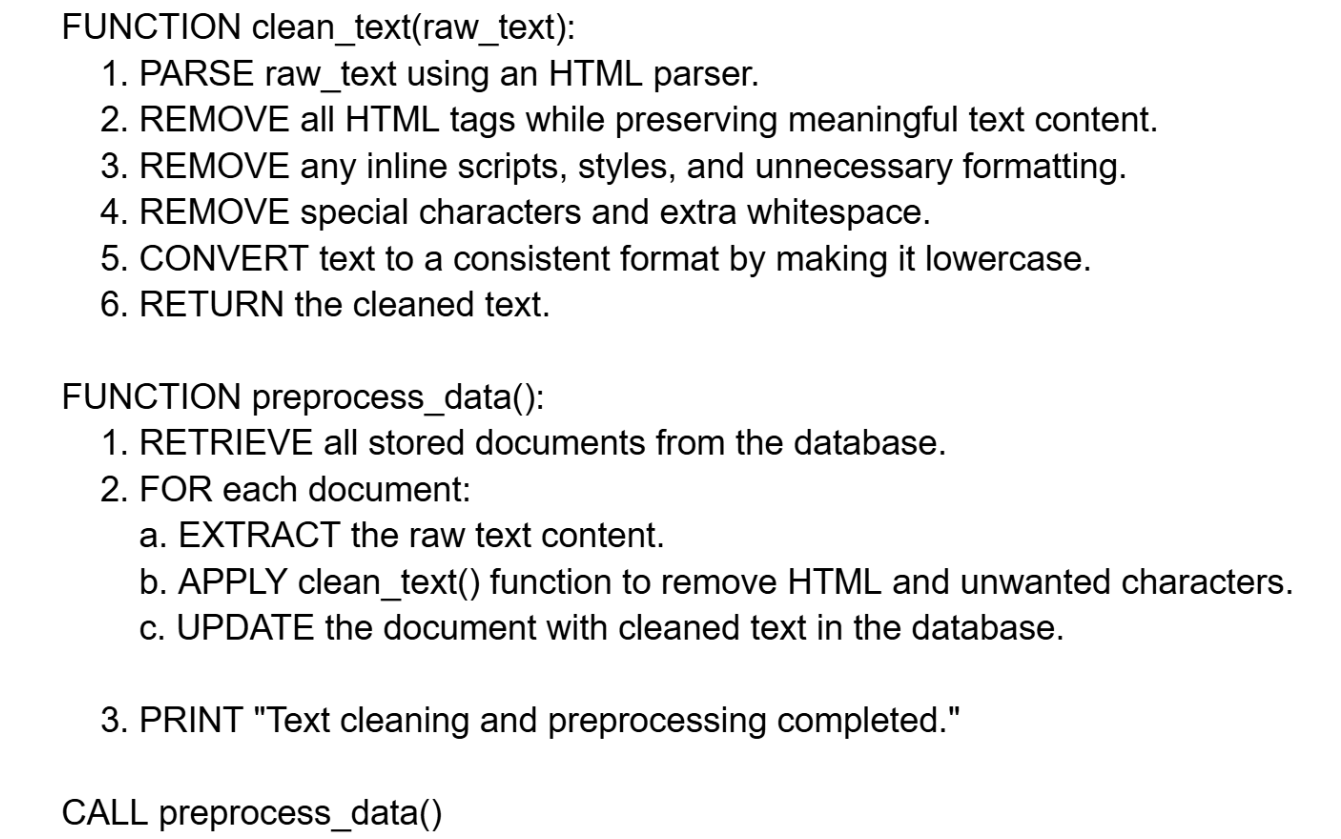 FUNCTION clean_text(raw_text):
1. PARSE raw_text using an HTML parser.
2. REMOVE all HTML tags while preserving meaningful text content.
3. REMOVE any inline scripts, styles, and unnecessary formatting.
4. REMOVE special characters and extra whitespace.
5. CONVERT text to a consistent format by making it lowercase.
6. RETURN the cleaned text.
FUNCTION preprocess_data():
1. RETRIEVE all stored documents from the database.
2. FOR each document:
a. EXTRACT the raw text content.
b. APPLY clean_text() function to remove HTML and unwanted characters.
c. UPDATE the document with cleaned text in the database.
3. PRINT "Text cleaning and preprocessing completed."
CALL preprocess_data()